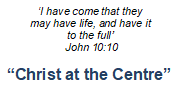 ‘I have come that they
may have life, and have it
to the full’
John 10:10
“Christ at the Centre”